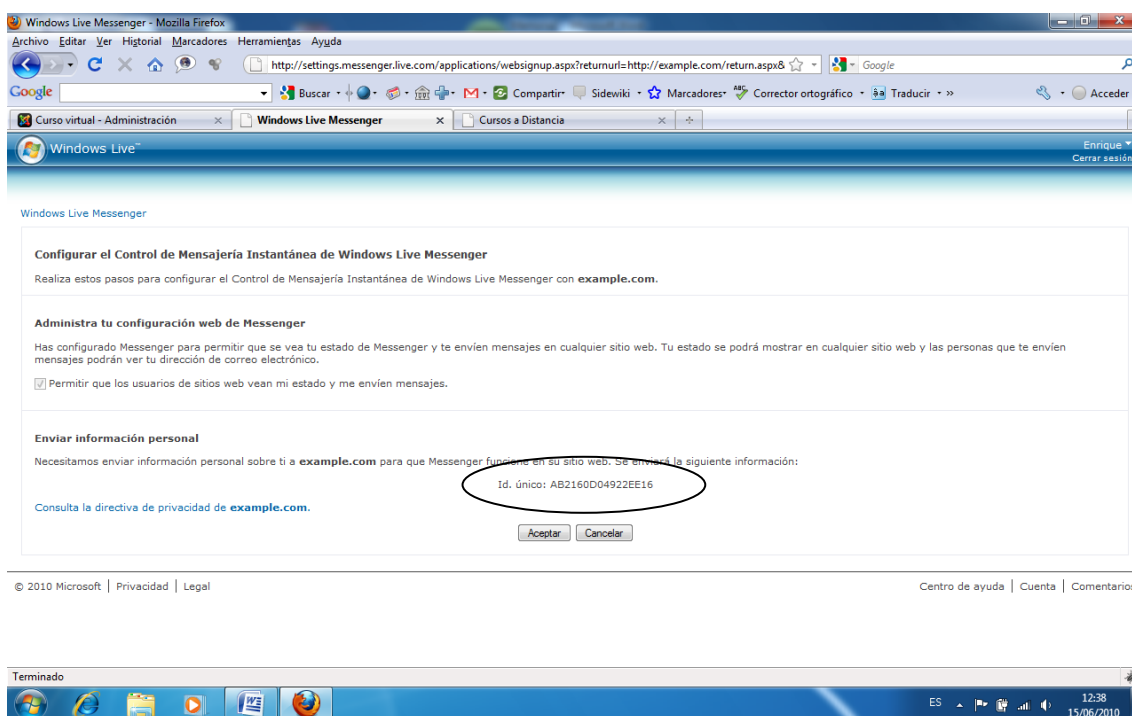 Windows Live Messenger - Mozilla Firefox
Archivo Editar Ver Historial Marcadores Herramientas Ayuda
http://settings.messenger.live.com/applications/websignup.aspx?returnurl=http://example.com/return.aspx& Google
Google Buscar Compartir Sidewiki Marcadores Corrector ortográfico Traducir » Acceder
Curso virtual - Administración Windows Live Messenger Cursos a Distancia
Windows Live™ Enrique
Cerrar sesión
Windows Live Messenger
Configurar el Control de Mensajería Instantánea de Windows Live Messenger
Realiza estos pasos para configurar el Control de Mensajería Instantánea de Windows Live Messenger con example.com.
Administra tu configuración web de Messenger
Has configurado Messenger para permitir que se vea tu estado de Messenger y te envíen mensajes en cualquier sitio web. Tu estado se podrá mostrar en cualquier sitio web y las personas que te envíen
mensajes podrán ver tu dirección de correo electrónico.
Permitir que los usuarios de sitios web vean mi estado y me envíen mensajes.
Enviar información personal
Necesitamos enviar información personal sobre ti a example.com para que Messenger funcione en su sitio web. Se enviará la siguiente información:
Id. único: AB2160D04922EE16
Consulta la directiva de privacidad de example.com.
Aceptar Cancelar
© 2010 Microsoft | Privacidad | Legal Centro de ayuda | Cuenta | Comentarios
Terminado
ES 12:38
15/06/2010